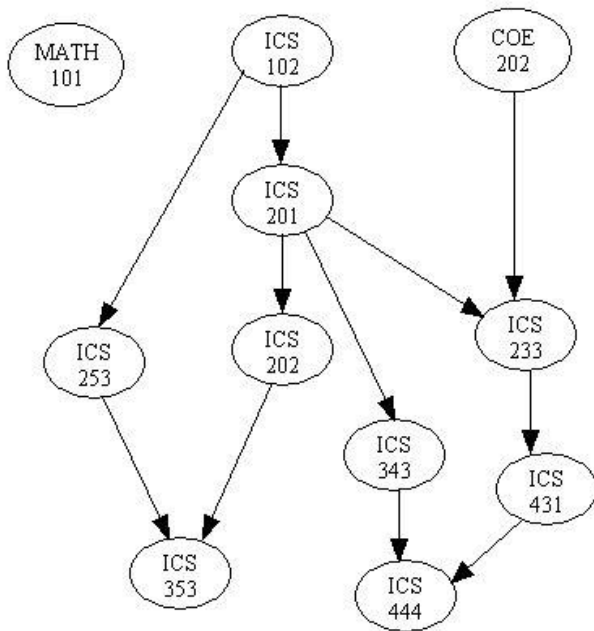 MATH
101
ICS
102
COE
202
ICS
201
ICS
253
ICS
202
ICS
233
ICS
343
ICS
431
ICS
353
ICS
444